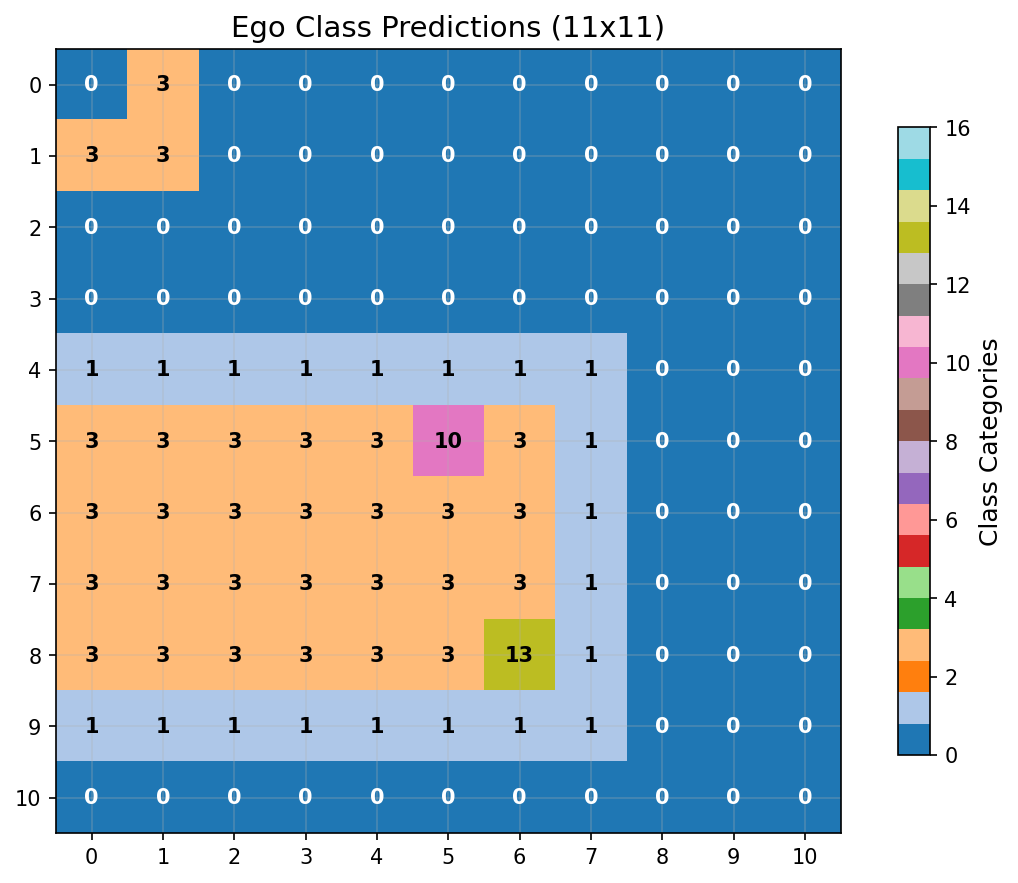 Ego Class Predictions (11x11)
0 0 3 0 0 0 0 0 0 0 0 0
1 3 3 0 0 0 0 0 0 0 0 0
2 0 0 0 0 0 0 0 0 0 0 0
3 0 0 0 0 0 0 0 0 0 0 0
4 1 1 1 1 1 1 1 1 0 0 0
5 3 3 3 3 3 10 3 1 0 0 0
6 3 3 3 3 3 3 3 1 0 0 0
7 3 3 3 3 3 3 3 1 0 0 0
8 3 3 3 3 3 3 13 1 0 0 0
9 1 1 1 1 1 1 1 1 0 0 0
10 0 0 0 0 0 0 0 0 0 0 0
0 1 2 3 4 5 6 7 8 9 10
16
14
12
10
8
6
4
2
0
Class Categories